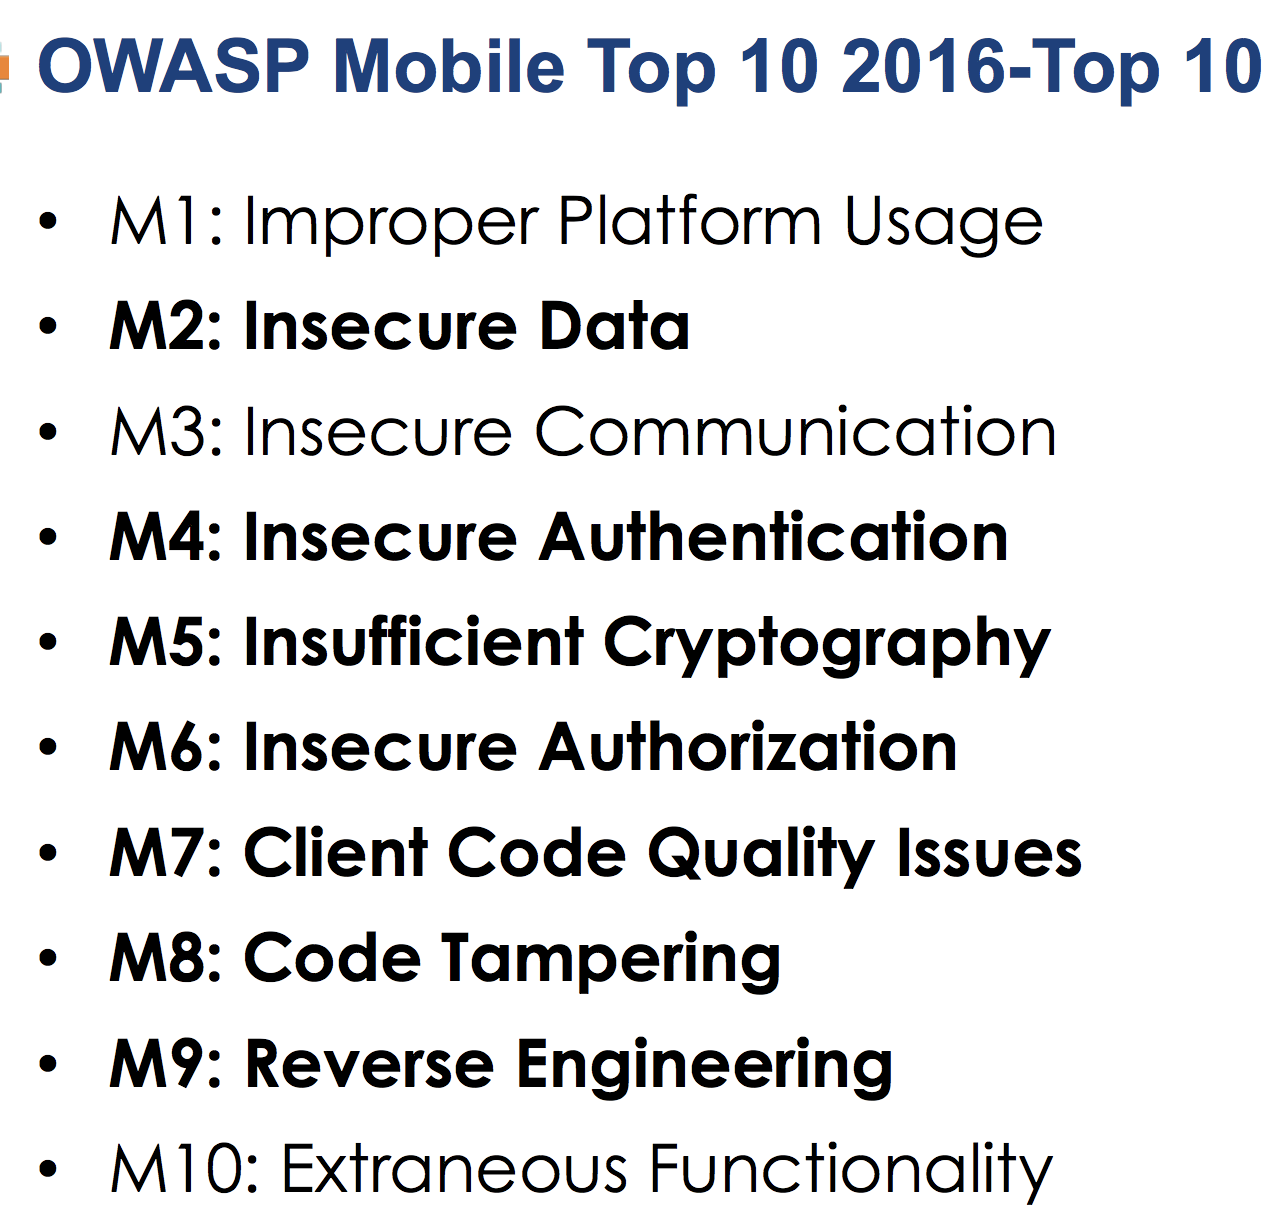 OWASP Mobile Top 10 2016-Top 10
• M1: Improper Platform Usage
• M2: Insecure Data
• M3: Insecure Communication
• M4: Insecure Authentication
• M5: Insufficient Cryptography
• M6: Insecure Authorization
• M7: Client Code Quality Issues
• M8: Code Tampering
• M9: Reverse Engineering
• M10: Extraneous Functionality